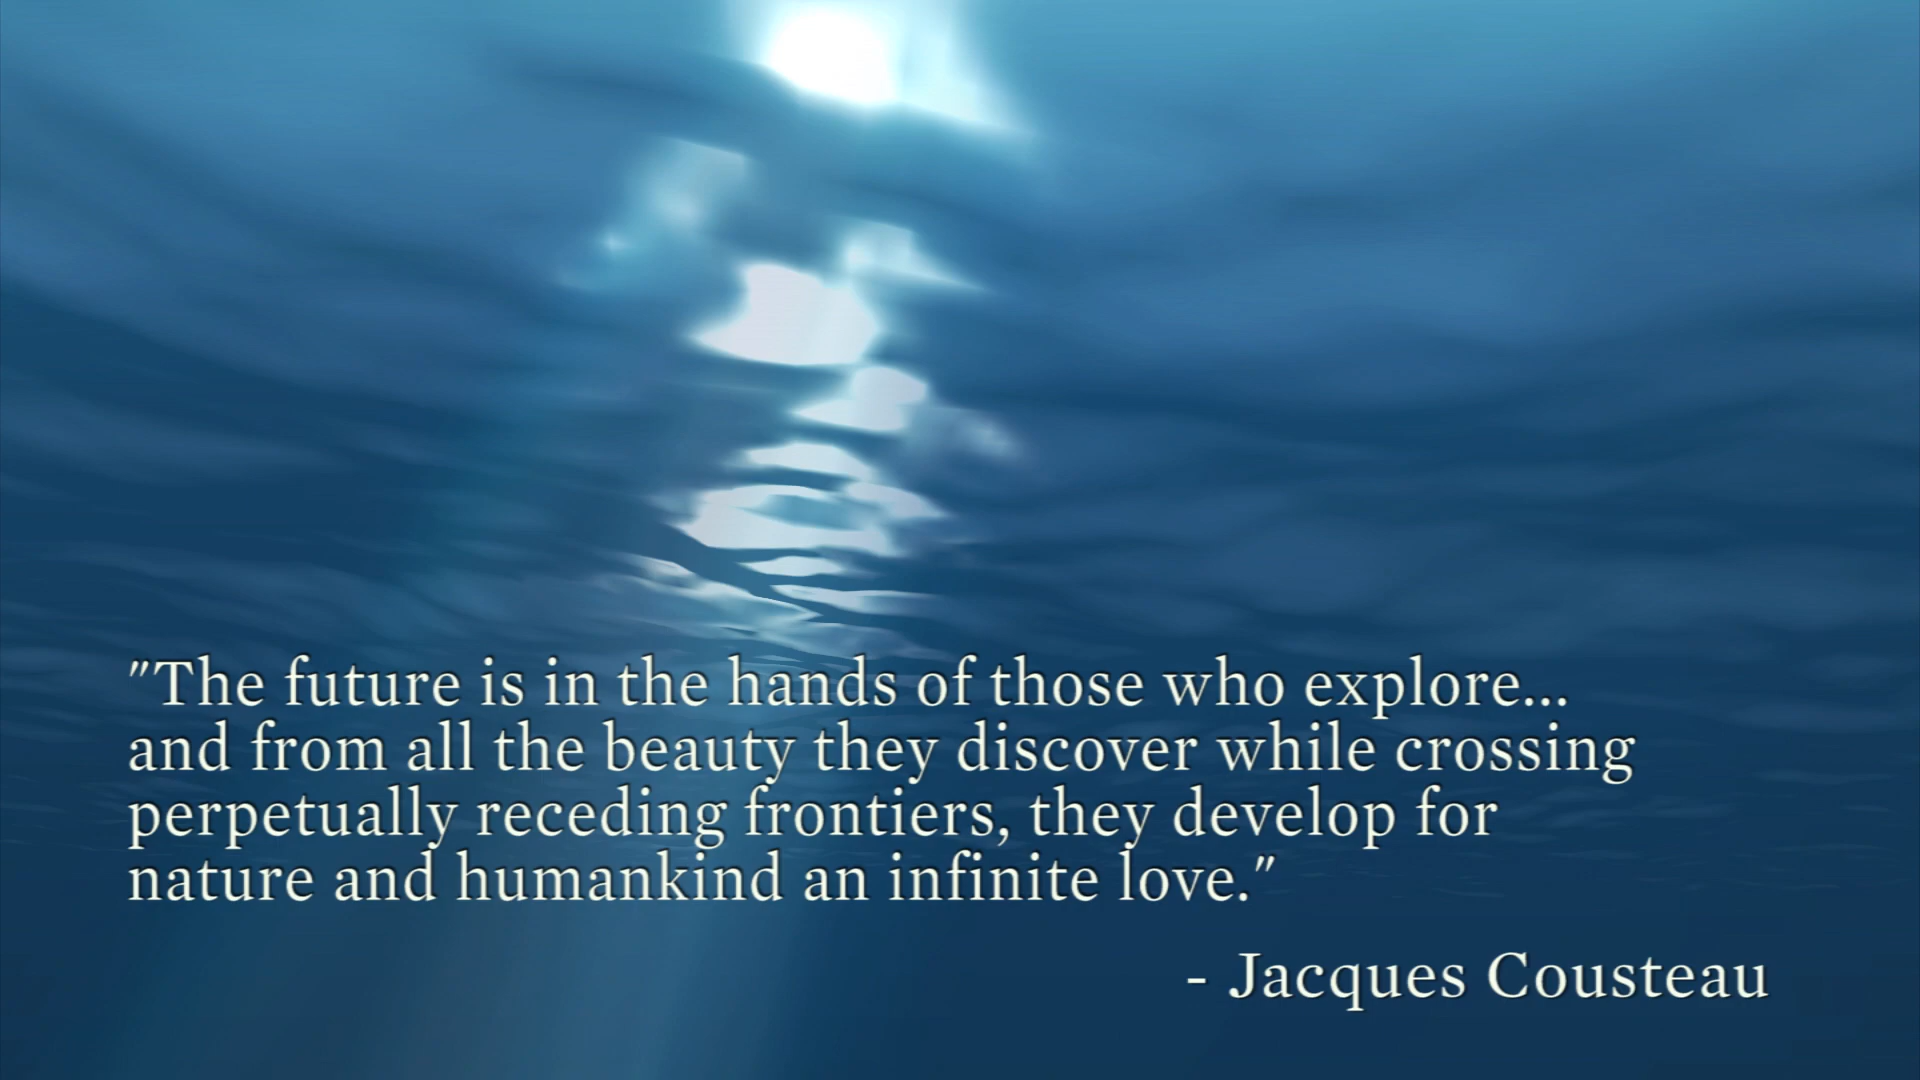 "The future is in the hands of those who explore...
and from all the beauty they discover while crossing
perpetually receding frontiers, they develop for
nature and humankind an infinite love."
- Jacques Cousteau